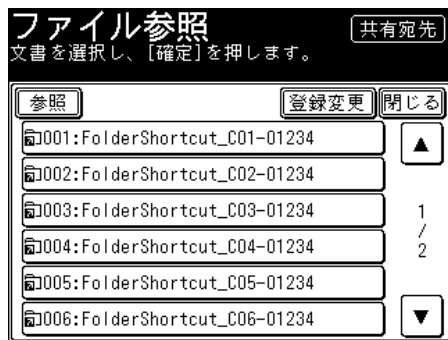 ファイル参照
共有宛先
文書を選択し、[確定]を押します。
参照
登録変更
閉じる
001:FolderShortcut_C01-01234
002:FolderShortcut_C02-01234
003:FolderShortcut_C03-01234
004:FolderShortcut_C04-01234
005:FolderShortcut_C05-01234
006:FolderShortcut_C06-01234
1
/
2